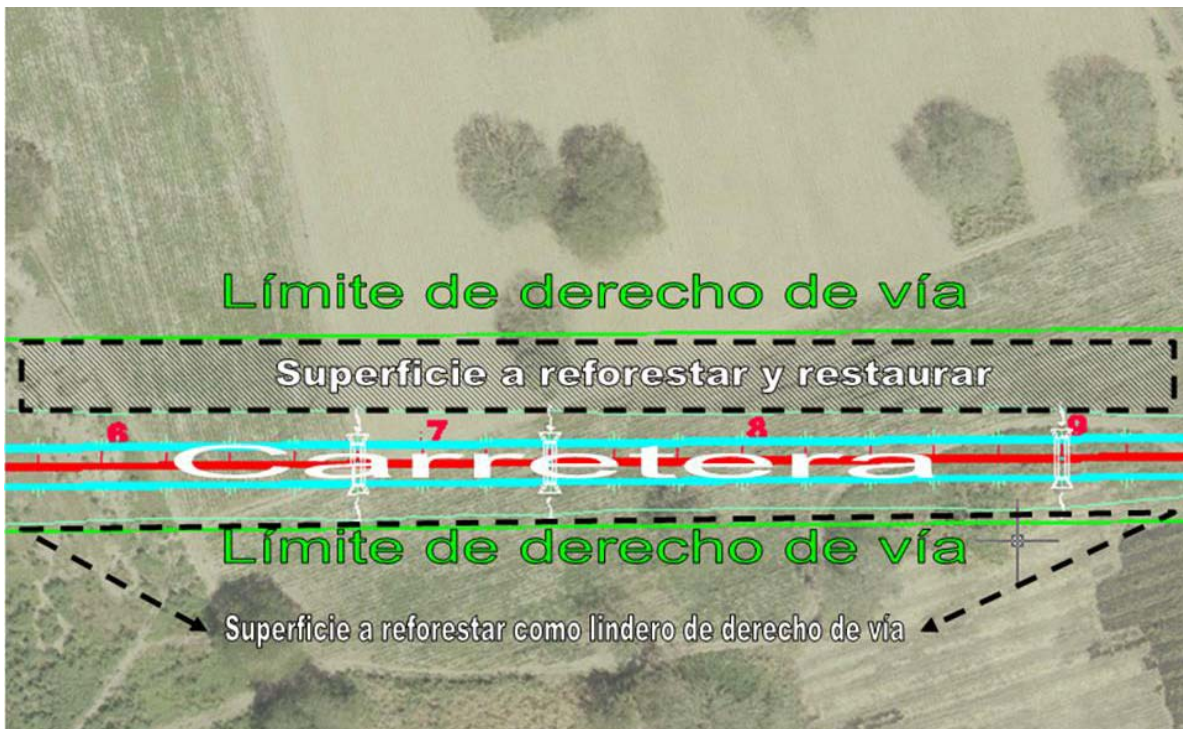 Límite de derecho de vía
Superficie a reforestar y restaurar
6 7 8 9
Carretera
Límite de derecho de vía
Superficie a reforestar como lindero de derecho de vía